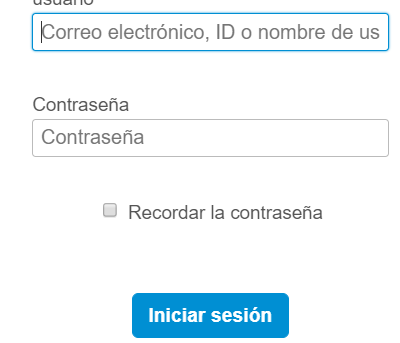 usuario
Correo electrónico, ID o nombre de us
Contraseña
Contraseña
Recordar la contraseña
Iniciar sesión